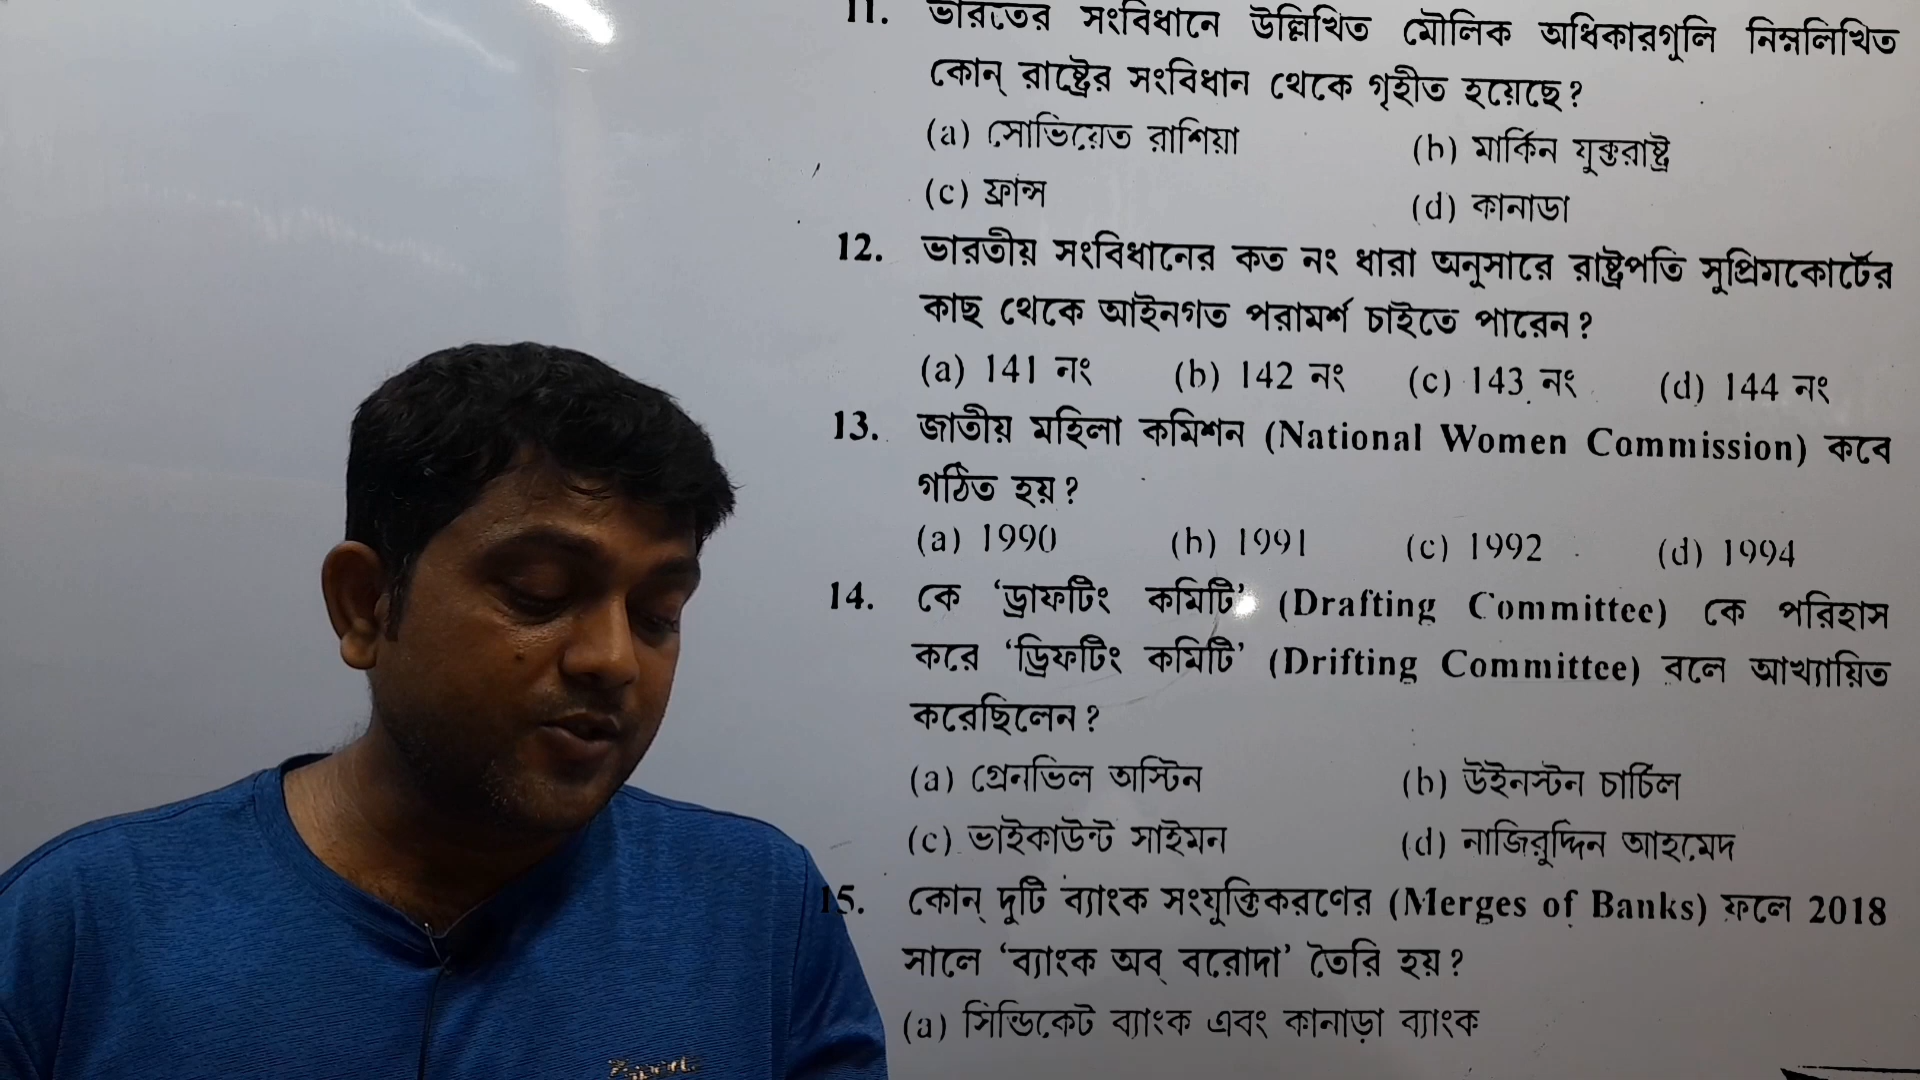 11. ভারতের সংবিধানে উল্লিখিত মৌলিক অধিকারগুলি নিম্নলিখিত
কোন্ রাষ্ট্রের সংবিধান থেকে গৃহীত হয়েছে?
(a) সোভিয়েত রাশিয়া (b) মার্কিন যুক্তরাষ্ট্র
(c) ফ্রান্স (d) কানাডা
12. ভারতীয় সংবিধানের কত নং ধারা অনুসারে রাষ্ট্রপতি সুপ্রিমকোর্টের
কাছ থেকে আইনগত পরামর্শ চাইতে পারেন?
(a) 141 নং (b) 142 নং (c) 143 নং (d) 144 নং
13. জাতীয় মহিলা কমিশন (National Women Commission) কবে
গঠিত হয়?
(a) 1990 (b) 1991 (c) 1992 (d) 1994
14. কে ‘ড্রাফটিং কমিটি’ (Drafting Committee) কে পরিহাস
করে ‘ড্রিফটিং কমিটি’ (Drifting Committee) বলে আখ্যায়িত
করেছিলেন?
(a) গ্রেনভিল অস্টিন (b) উইনস্টন চার্চিল
(c) ভাইকাউন্ট সাইমন (d) নাজিরুদ্দিন আহমেদ
15. কোন্ দুটি ব্যাংক সংযুক্তিকরণের (Merges of Banks) ফলে 2018
সালে ‘ব্যাংক অব্ বরোদা’ তৈরি হয়?
(a) সিন্ডিকেট ব্যাংক এবং কানাড়া ব্যাংক